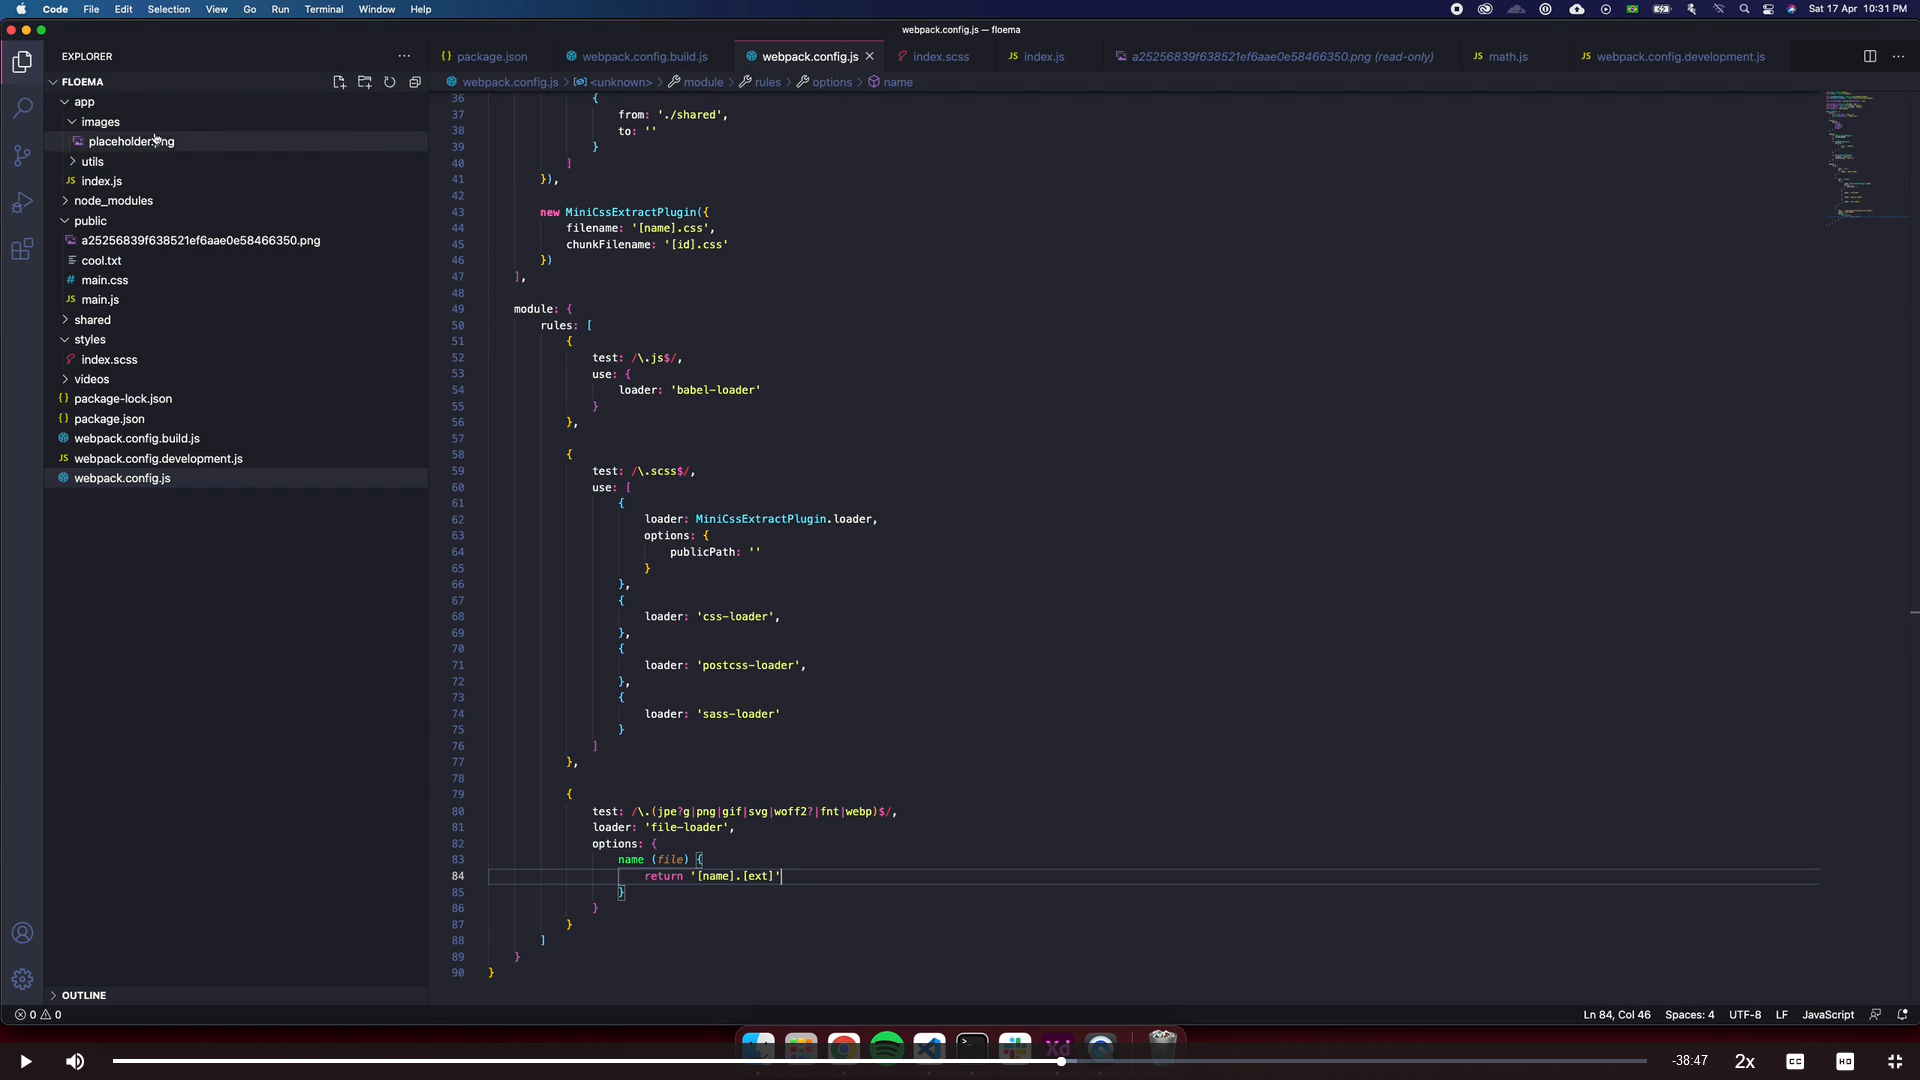 Code File Edit Selection View Go Run Terminal Window Help Sat 17 Apr 10:31 PM
webpack.config.js — floema
EXPLORER
package.json webpack.config.build.js webpack.config.js index.scss index.js a25256839f638521ef6aae0e58466350.png (read-only) math.js webpack.config.development.js
FLOEMA
webpack.config.js > <unknown> > module > rules > options > name
app
images
placeholder.png
utils
index.js
node_modules
public
a25256839f638521ef6aae0e58466350.png
cool.txt
main.css
main.js
shared
styles
index.scss
videos
package-lock.json
package.json
webpack.config.build.js
webpack.config.development.js
webpack.config.js
OUTLINE
36 {
37 from: './shared',
38 to: ''
39 }
40 ]
41 }),
42
43 new MiniCssExtractPlugin({
44 filename: '[name].css',
45 chunkFilename: '[id].css'
46 })
47 ],
48
49 module: {
50 rules: [
51 {
52 test: /\.js$/,
53 use: {
54 loader: 'babel-loader'
55 }
56 },
57
58 {
59 test: /\.scss$/,
60 use: [
61 {
62 loader: MiniCssExtractPlugin.loader,
63 options: {
64 publicPath: ''
65 }
66 },
67 {
68 loader: 'css-loader',
69 },
70 {
71 loader: 'postcss-loader',
72 },
73 {
74 loader: 'sass-loader'
75 }
76 ]
77 },
78
79 {
80 test: /\.(jpe?g|png|gif|svg|woff2?|fnt|webp)$/,
81 loader: 'file-loader',
82 options: {
83 name (file) {
84 return '[name].[ext]'
85 }
86 }
87 }
88 ]
89 }
90 }
0 0 Ln 84, Col 46 Spaces: 4 UTF-8 LF JavaScript
Xd
-38:47 2x CC HD